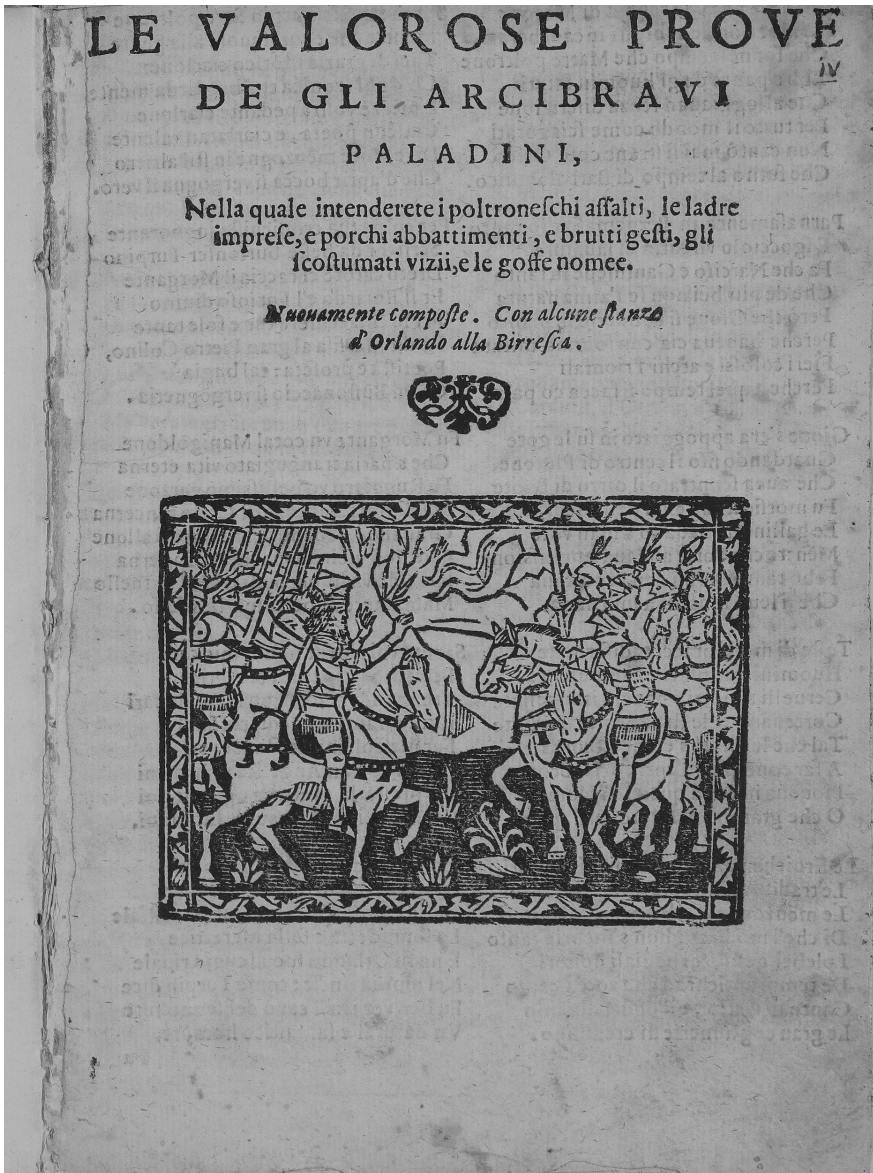 LE VALOROSE PROVE
iv
DE GLI ARCIBRAVI
PALADINI,
Nella quale intenderete i poltroneſchi aſſalti, le ladre
impreſe, e porchi abbattimenti, e brutti geſti, gli
ſcoſtumati vizii, e le goffe nomee.
Nuouamente compoſte. Con alcune ſtanze
d'Orlando alla Birreſca.